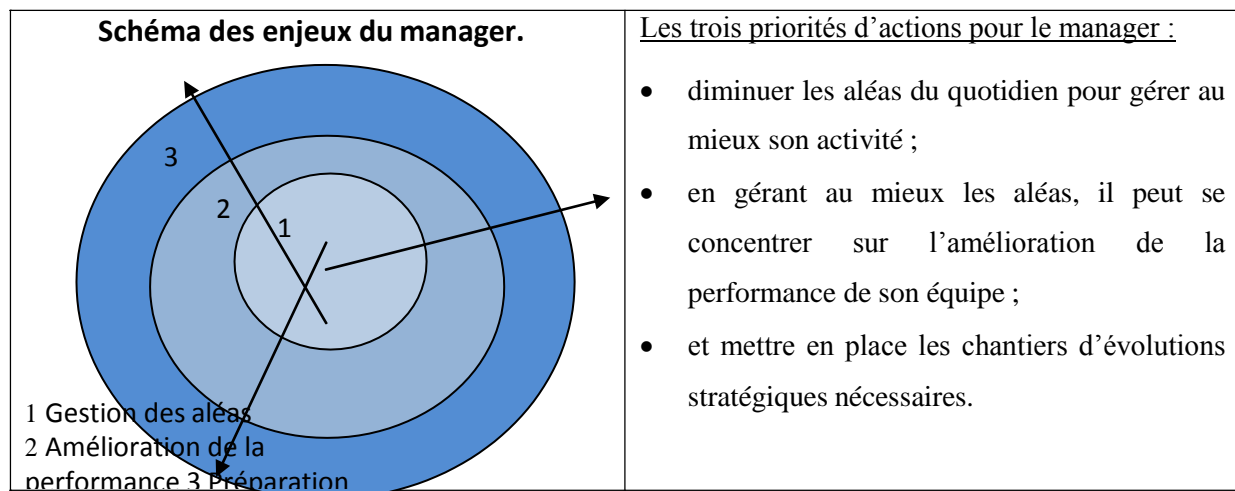 Schéma des enjeux du manager.
3
2
1
1 Gestion des aléas
2 Amélioration de la
performance 3 Préparation
Les trois priorités d'actions pour le manager :
• diminuer les aléas du quotidien pour gérer au
mieux son activité ;
• en gérant au mieux les aléas, il peut se
concentrer sur l'amélioration de la
performance de son équipe ;
• et mettre en place les chantiers d'évolutions
stratégiques nécessaires.